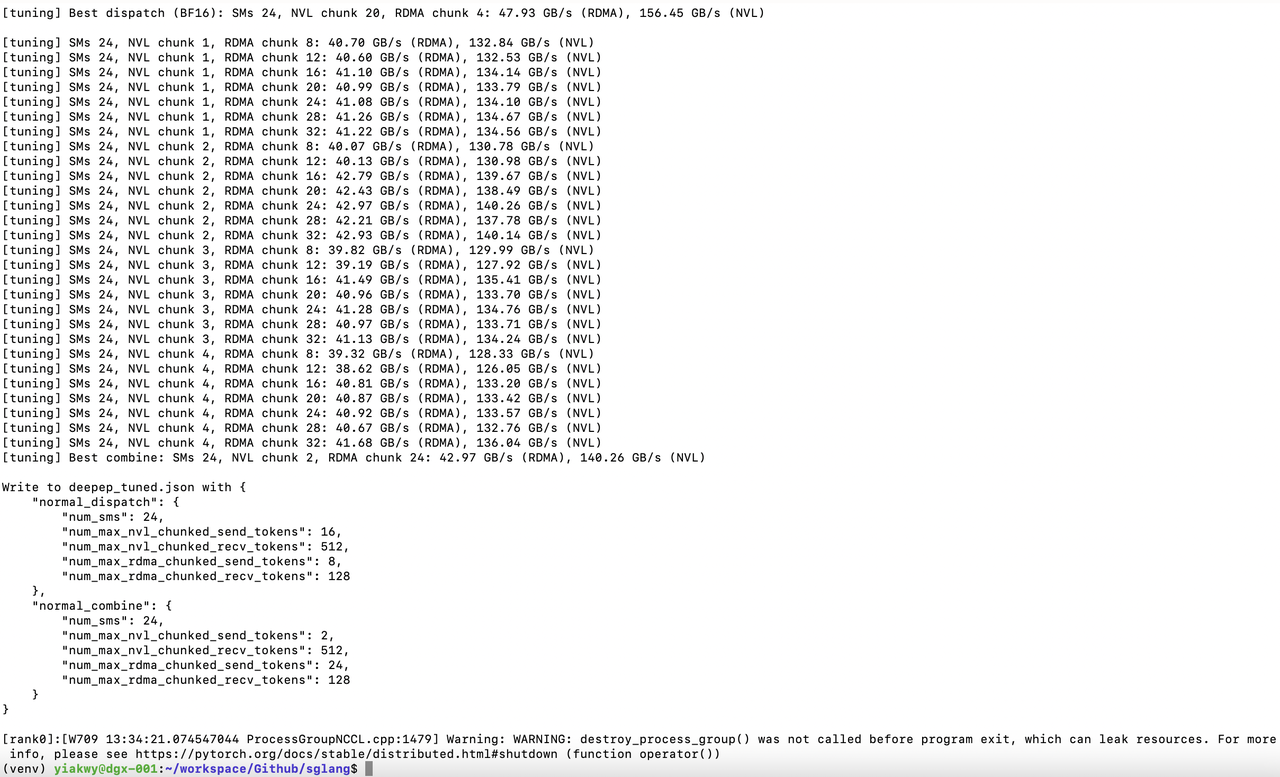 [tuning] Best dispatch (BF16): SMs 24, NVL chunk 20, RDMA chunk 4: 47.93 GB/s (RDMA), 156.45 GB/s (NVL)
[tuning] SMs 24, NVL chunk 1, RDMA chunk 8: 40.70 GB/s (RDMA), 132.84 GB/s (NVL)
[tuning] SMs 24, NVL chunk 1, RDMA chunk 12: 40.60 GB/s (RDMA), 132.53 GB/s (NVL)
[tuning] SMs 24, NVL chunk 1, RDMA chunk 16: 41.10 GB/s (RDMA), 134.14 GB/s (NVL)
[tuning] SMs 24, NVL chunk 1, RDMA chunk 20: 40.99 GB/s (RDMA), 133.79 GB/s (NVL)
[tuning] SMs 24, NVL chunk 1, RDMA chunk 24: 41.08 GB/s (RDMA), 134.10 GB/s (NVL)
[tuning] SMs 24, NVL chunk 1, RDMA chunk 28: 41.26 GB/s (RDMA), 134.67 GB/s (NVL)
[tuning] SMs 24, NVL chunk 1, RDMA chunk 32: 41.22 GB/s (RDMA), 134.56 GB/s (NVL)
[tuning] SMs 24, NVL chunk 2, RDMA chunk 8: 40.07 GB/s (RDMA), 130.78 GB/s (NVL)
[tuning] SMs 24, NVL chunk 2, RDMA chunk 12: 40.13 GB/s (RDMA), 130.98 GB/s (NVL)
[tuning] SMs 24, NVL chunk 2, RDMA chunk 16: 42.79 GB/s (RDMA), 139.67 GB/s (NVL)
[tuning] SMs 24, NVL chunk 2, RDMA chunk 20: 42.43 GB/s (RDMA), 138.49 GB/s (NVL)
[tuning] SMs 24, NVL chunk 2, RDMA chunk 24: 42.97 GB/s (RDMA), 140.26 GB/s (NVL)
[tuning] SMs 24, NVL chunk 2, RDMA chunk 28: 42.21 GB/s (RDMA), 137.78 GB/s (NVL)
[tuning] SMs 24, NVL chunk 2, RDMA chunk 32: 42.93 GB/s (RDMA), 140.14 GB/s (NVL)
[tuning] SMs 24, NVL chunk 3, RDMA chunk 8: 39.82 GB/s (RDMA), 129.99 GB/s (NVL)
[tuning] SMs 24, NVL chunk 3, RDMA chunk 12: 39.19 GB/s (RDMA), 127.92 GB/s (NVL)
[tuning] SMs 24, NVL chunk 3, RDMA chunk 16: 41.49 GB/s (RDMA), 135.41 GB/s (NVL)
[tuning] SMs 24, NVL chunk 3, RDMA chunk 20: 40.96 GB/s (RDMA), 133.70 GB/s (NVL)
[tuning] SMs 24, NVL chunk 3, RDMA chunk 24: 41.28 GB/s (RDMA), 134.76 GB/s (NVL)
[tuning] SMs 24, NVL chunk 3, RDMA chunk 28: 40.97 GB/s (RDMA), 133.71 GB/s (NVL)
[tuning] SMs 24, NVL chunk 3, RDMA chunk 32: 41.13 GB/s (RDMA), 134.24 GB/s (NVL)
[tuning] SMs 24, NVL chunk 4, RDMA chunk 8: 39.32 GB/s (RDMA), 128.33 GB/s (NVL)
[tuning] SMs 24, NVL chunk 4, RDMA chunk 12: 38.62 GB/s (RDMA), 126.05 GB/s (NVL)
[tuning] SMs 24, NVL chunk 4, RDMA chunk 16: 40.81 GB/s (RDMA), 133.20 GB/s (NVL)
[tuning] SMs 24, NVL chunk 4, RDMA chunk 20: 40.87 GB/s (RDMA), 133.42 GB/s (NVL)
[tuning] SMs 24, NVL chunk 4, RDMA chunk 24: 40.92 GB/s (RDMA), 133.57 GB/s (NVL)
[tuning] SMs 24, NVL chunk 4, RDMA chunk 28: 40.67 GB/s (RDMA), 132.76 GB/s (NVL)
[tuning] SMs 24, NVL chunk 4, RDMA chunk 32: 41.68 GB/s (RDMA), 136.04 GB/s (NVL)
[tuning] Best combine: SMs 24, NVL chunk 2, RDMA chunk 24: 42.97 GB/s (RDMA), 140.26 GB/s (NVL)
Write to deepep_tuned.json with {
    "normal_dispatch": {
        "num_sms": 24,
        "num_max_nvl_chunked_send_tokens": 16,
        "num_max_nvl_chunked_recv_tokens": 512,
        "num_max_rdma_chunked_send_tokens": 8,
        "num_max_rdma_chunked_recv_tokens": 128
    },
    "normal_combine": {
        "num_sms": 24,
        "num_max_nvl_chunked_send_tokens": 2,
        "num_max_nvl_chunked_recv_tokens": 512,
        "num_max_rdma_chunked_send_tokens": 24,
        "num_max_rdma_chunked_recv_tokens": 128
    }
}
[rank0]:[W709 13:34:21.074547044 ProcessGroupNCCL.cpp:1479] Warning: WARNING: destroy_process_group() was not called before program exit, which can leak resources. For more
 info, please see https://pytorch.org/docs/stable/distributed.html#shutdown (function operator())
(venv) yiakwy@dgx-001:~/workspace/Github/sglang$